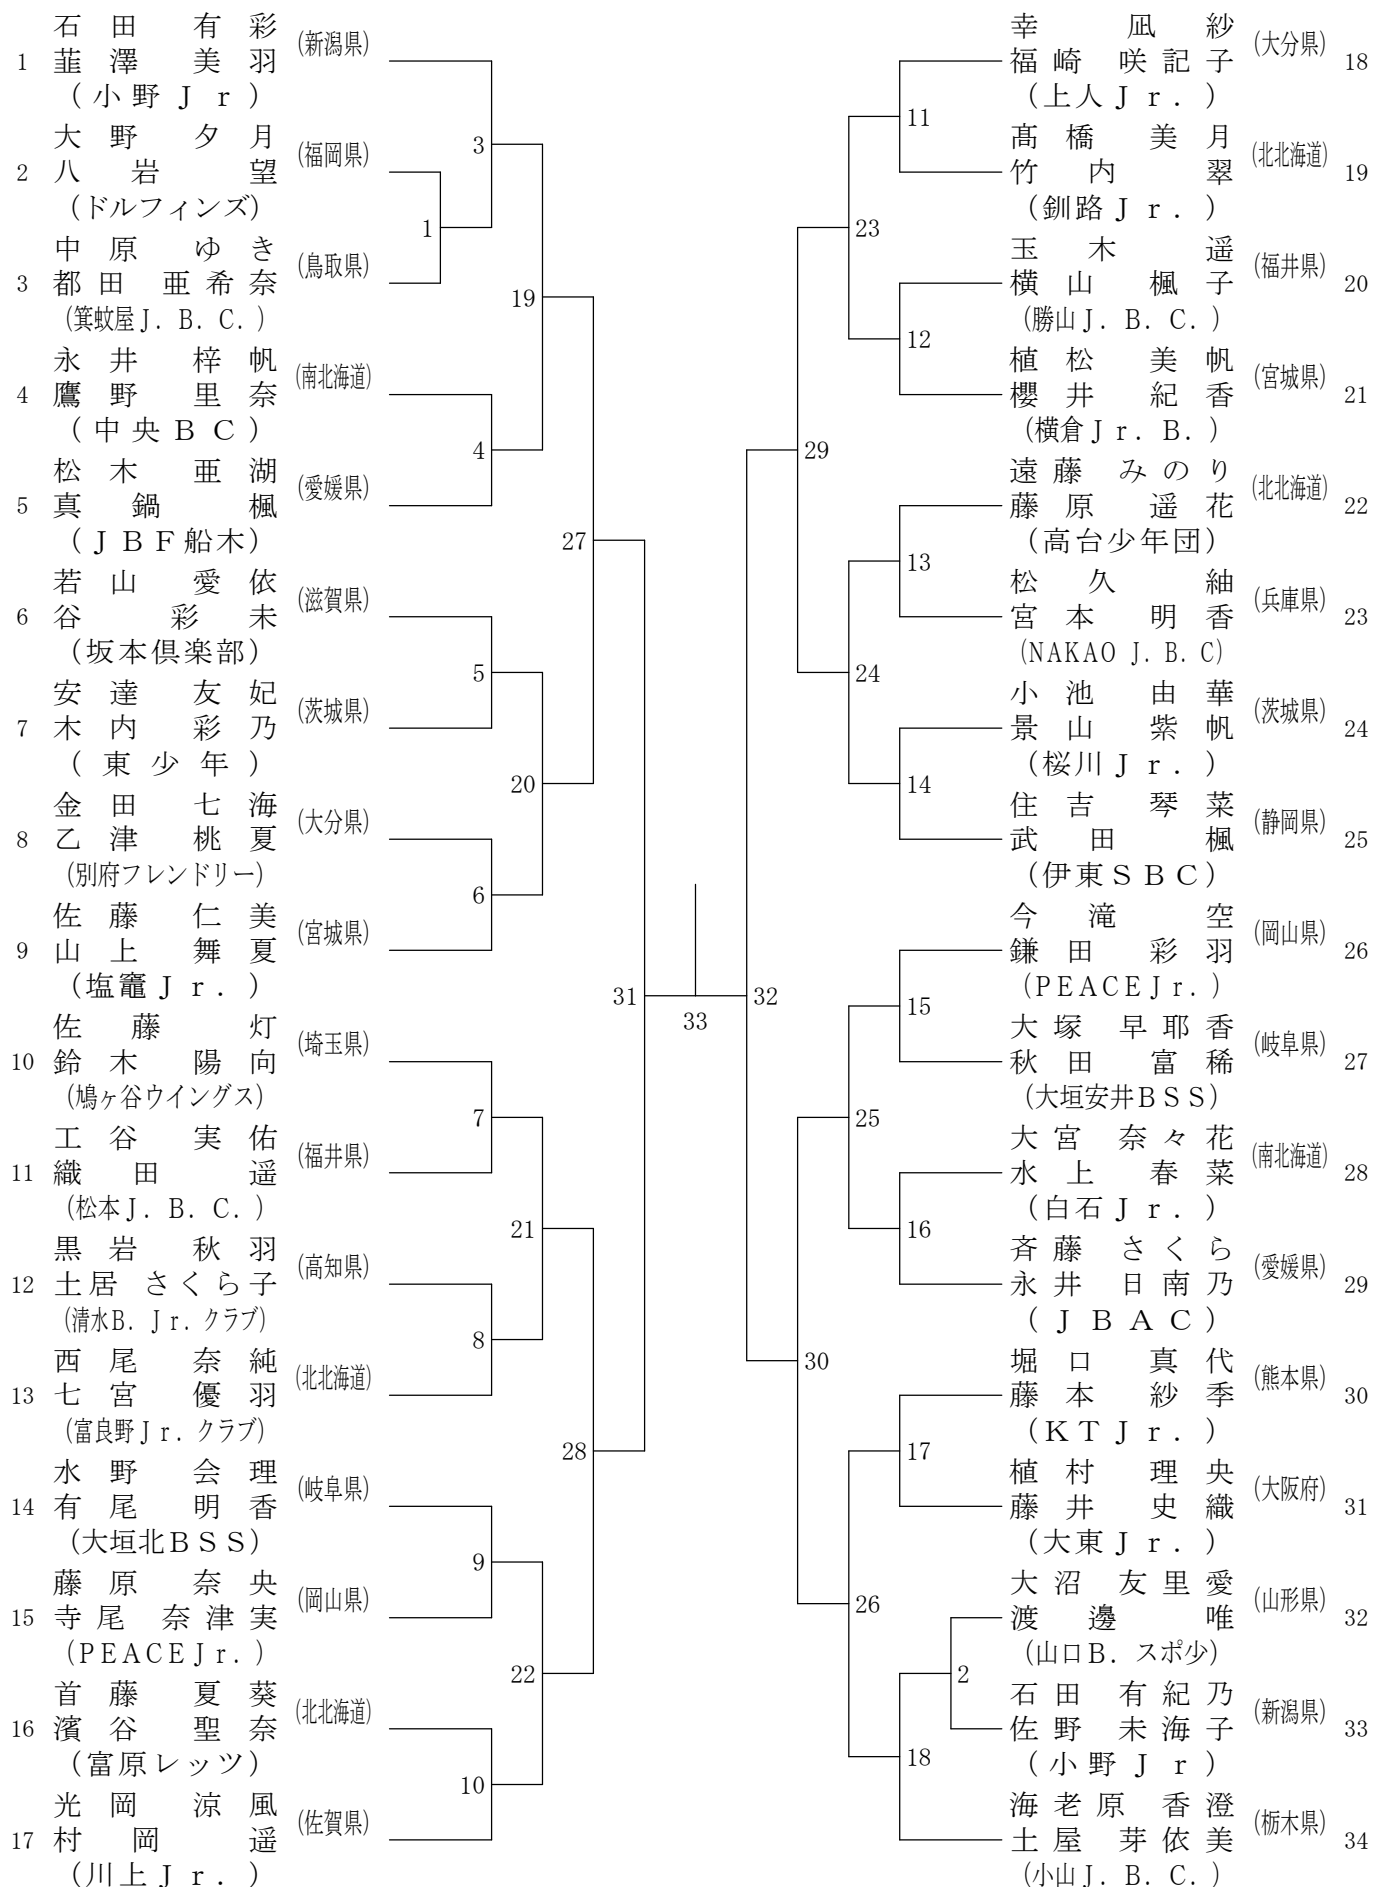 石田 有彩
(新潟県)
1 韮澤 美羽
(小野Ｊｒ)
大野 夕月
(福岡県)
2 八岩 望
(ドルフィンズ)
中原 ゆき
(鳥取県)
3 都田 亜希奈
(箕蚊屋Ｊ．Ｂ．Ｃ．)
永井 梓帆
(南北海道)
4 鷹野 里奈
(中央ＢＣ)
松木 亜湖
(愛媛県)
5 真鍋 楓
(ＪＢＦ船木)
若山 愛依
(滋賀県)
6 谷 彩未
(坂本倶楽部)
安達 友妃
(茨城県)
7 木内 彩乃
(東少年)
金田 七海
(大分県)
8 乙津 桃夏
(別府フレンドリー)
佐藤 仁美
(宮城県)
9 山上 舞夏
(塩竈Ｊｒ．)
佐藤 灯
(埼玉県)
10 鈴木 陽向
(鳩ヶ谷ウイングス)
工谷 実佑
(福井県)
11 織田 遥
(松本Ｊ．Ｂ．Ｃ．)
黒岩 秋羽
(高知県)
12 土居 さくら子
(清水Ｂ．Ｊｒ．クラブ)
西尾 奈純
(北北海道)
13 七宮 優羽
(富良野Ｊｒ．クラブ)
水野 会理
(岐阜県)
14 有尾 明香
(大垣北ＢＳＳ)
藤原 奈央
(岡山県)
15 寺尾 奈津実
(PEACEＪｒ．)
首藤 夏葵
(北北海道)
16 濱谷 聖奈
(富原レッツ)
光岡 涼風
(佐賀県)
17 村岡 遥
(川上Ｊｒ．)
1
3
4
5
6
7
8
9
10
19
20
21
22
27
28
31
33
32
29
30
23
24
25
26
11
12
13
14
15
16
17
2
18
幸 凪紗
(大分県)
福崎 咲記子 18
(上人Ｊｒ．)
髙橋 美月
(北北海道)
竹内 翠 19
(釧路Ｊｒ．)
玉木 遥
(福井県)
横山 楓子 20
(勝山Ｊ．Ｂ．Ｃ．)
植松 美帆
(宮城県)
櫻井 紀香 21
(横倉Ｊｒ．Ｂ．)
遠藤 みのり
(北北海道)
藤原 遥花 22
(高台少年団)
松久 紬
(兵庫県)
宮本 明香 23
(NAKAO J.B.C)
小池 由華
(茨城県)
景山 紫帆 24
(桜川Ｊｒ．)
住吉 琴菜
(静岡県)
武田 楓 25
(伊東ＳＢＣ)
今滝 空
(岡山県)
鎌田 彩羽 26
(PEACEＪｒ．)
大塚 早耶香
(岐阜県)
秋田 富稀 27
(大垣安井ＢＳＳ)
大宮 奈々花
(南北海道)
水上 春菜 28
(白石Ｊｒ．)
斉藤 さくら
(愛媛県)
永井 日南乃 29
(ＪＢＡＣ)
堀口 真代
(熊本県)
藤本 紗季 30
(ＫＴＪｒ．)
植村 理央
(大阪府)
藤井 史織 31
(大東Ｊｒ．)
大沼 友里愛
(山形県)
渡邊 唯 32
(山口Ｂ．スポ少)
石田 有紀乃
(新潟県)
佐野 未海子 33
(小野Ｊｒ)
海老原 香澄
(栃木県)
土屋 芽依美 34
(小山Ｊ．Ｂ．Ｃ．)